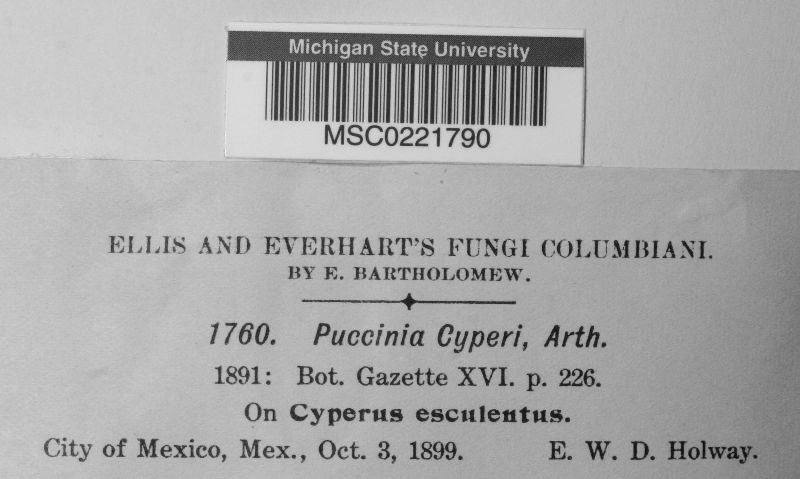 Michigan State University
MSC0221790
ELLIS AND EVERHART'S FUNGI COLUMBIANI.
BY E. BARTHOLOMEW.
1760. Puccinia Cyperi, Arth.
1891: Bot. Gazette XVI. p. 226.
On Cyperus esculentus.
City of Mexico, Mex., Oct. 3, 1899. E. W. D. Holway.